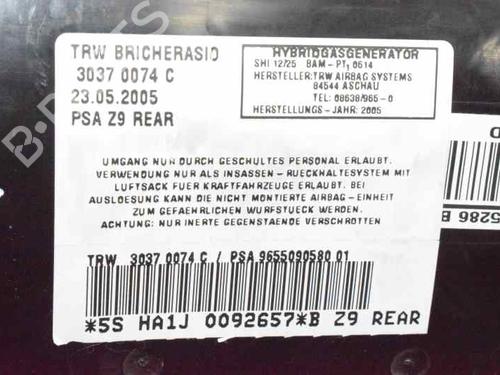 TRW BRICHERASIO
3037 0074 C
23.05.2005
PSA Z9 REAR
HYBRIDGASGENERATOR
SHI 12/25 BAM - PT1 0614
HERSTELLER: TRW AIRBAG SYSTEMS
84544 ASCHAU
TEL: 08638/965-0
HERSTELLUNGS - JAHR: 2005
UMGANG NUR DURCH GESCHULTES PERSONAL ERLAUBT.
VERWENDUNG NUR ALS INSASSEN - RUECKHALTESYSTEM MIT
LUFTSACK FUER KRAFTFAHRZEUGE ERLAUBT. BEI
AUSLOESUNG KANN DIE NICHT MONTIERTE AIRBAG - EINHEIT
ZUM GEFAEHRLICHEN WURFSTUECK WERDEN.
ACHTUNG: NUR INERTE GEGENSTAENDE VERSCHROTTEN
TRW 3037 0074 C / PSA 9655090580 01
*5S HA1J 0092657*B Z9 REAR
5286 B
D